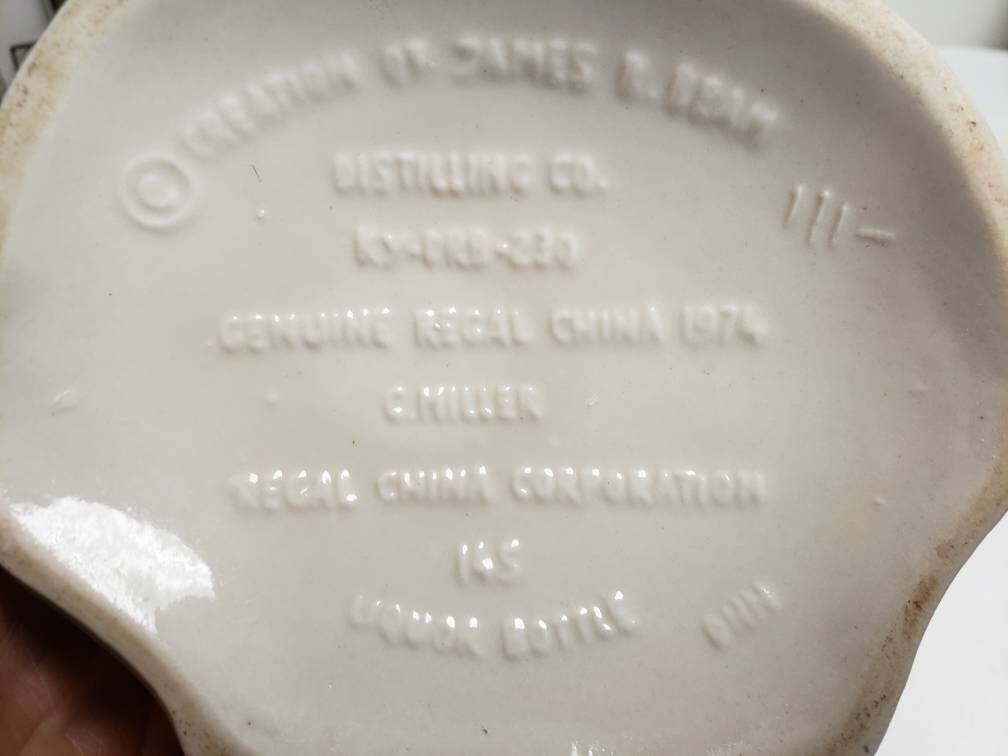 © CREATION OF JAMES B. BEAM
DISTILLING CO.
KY-DRB-230
GENUINE REGAL CHINA 1974
C. MILLER
REGAL CHINA CORPORATION
145
LIQUOR BOTTLE